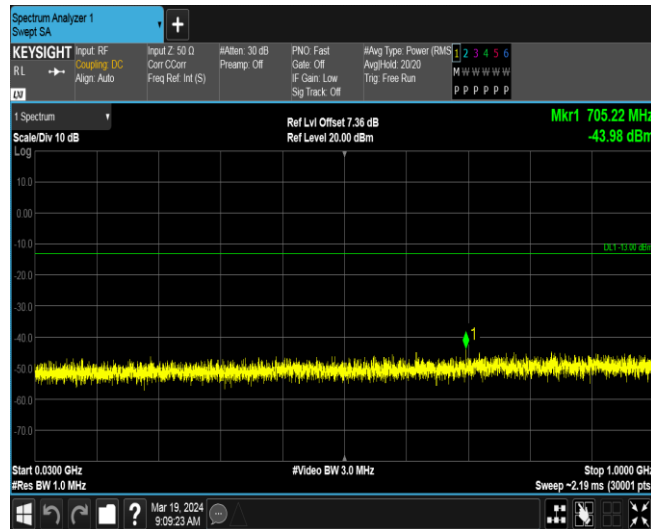 Spectrum Analyzer 1
Swept SA
+
KEYSIGHT
RL
LXI
Input: RF
Coupling: DC
Align: Auto
Input Z: 50 Ω
Corr CCorr
Freq Ref: Int (S)
#Atten: 30 dB
Preamp: Off
PNO: Fast
Gate: Off
IF Gain: Low
Sig Track: Off
#Avg Type: Power (RMS
Avg|Hold: 20/20
Trig: Free Run
1 2 3 4 5 6
M W W W W W
P P P P P P
1 Spectrum
Scale/Div 10 dB
Log
Ref Lvl Offset 7.36 dB
Ref Level 20.00 dBm
Mkr1 705.22 MHz
-43.98 dBm
10.0
0.00
-10.0
DL1 -13.00 dBm
-20.0
-30.0
-40.0
1
-50.0
-60.0
-70.0
Start 0.0300 GHz
#Res BW 1.0 MHz
#Video BW 3.0 MHz
Stop 1.0000 GHz
Sweep ~2.19 ms (30001 pts
?
Mar 19, 2024
9:09:23 AM